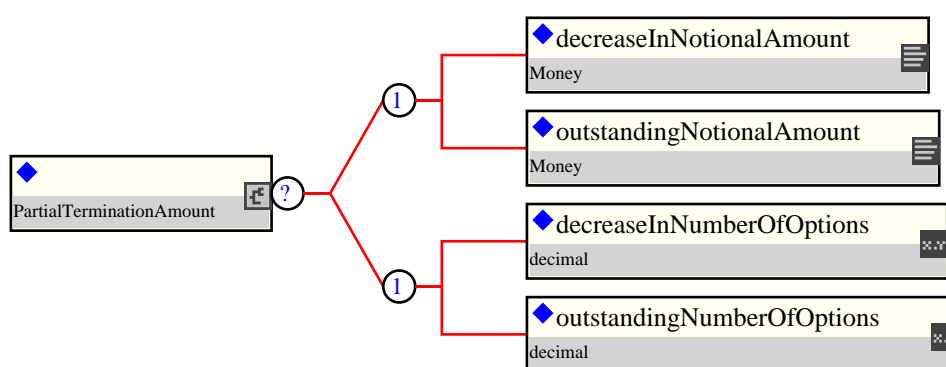 decreaseInNotionalAmount
Money
1
outstandingNotionalAmount
Money
?
PartialTerminationAmount
decreaseInNumberOfOptions
x.
decimal
1
outstandingNumberOfOptions
x.
decimal